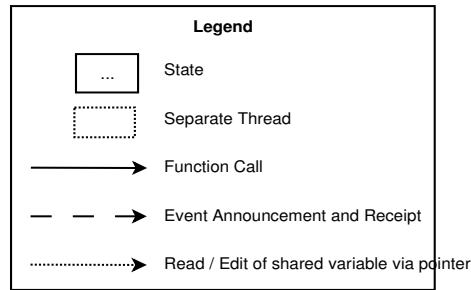 Legend
... State
Separate Thread
Function Call
Event Announcement and Receipt
Read / Edit of shared variable via pointer